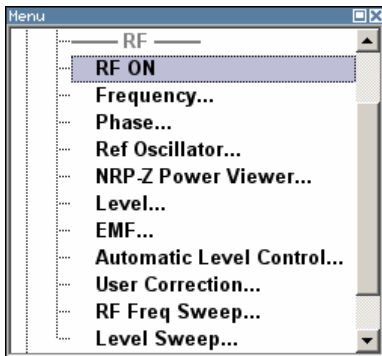 Menu
RF
RF ON
Frequency...
Phase...
Ref Oscillator...
NRP-Z Power Viewer...
Level...
EMF...
Automatic Level Control...
User Correction...
RF Freq Sweep...
Level Sweep...